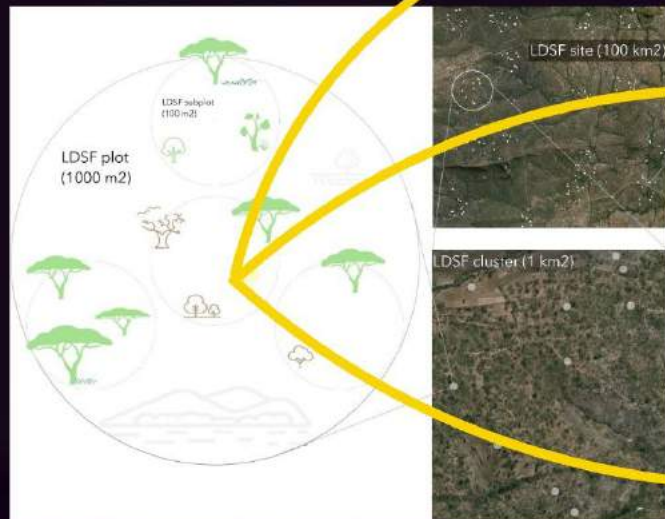 LDSF subplot
(100 m2)
LDSF plot
(1000 m2)
LDSF site (100 km2)
LDSF cluster (1 km2)